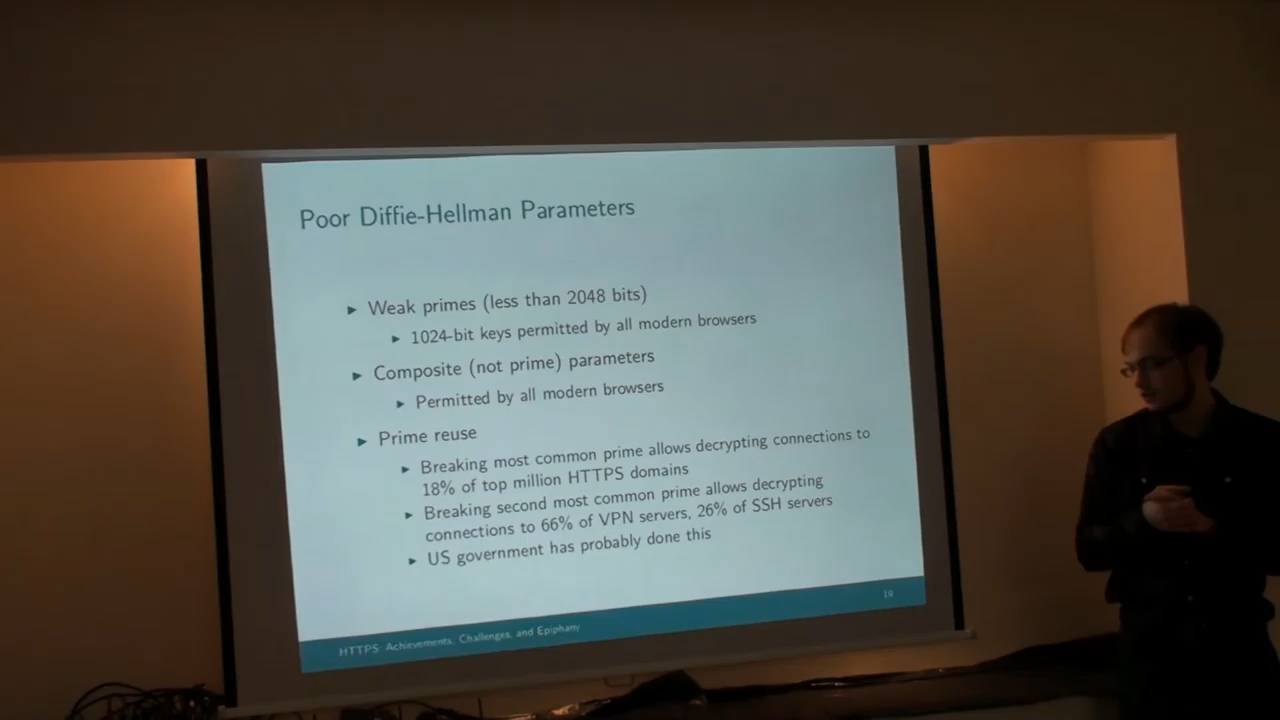 Poor Diffie-Hellman Parameters
▶ Weak primes (less than 2048 bits)
▶ 1024-bit keys permitted by all modern browsers
▶ Composite (not prime) parameters
▶ Permitted by all modern browsers
▶ Prime reuse
▶ Breaking most common prime allows decrypting connections to
18% of top million HTTPS domains
▶ Breaking second most common prime allows decrypting
connections to 66% of VPN servers, 26% of SSH servers
▶ US government has probably done this
19
HTTPS: Achievements, Challenges, and Epiphany